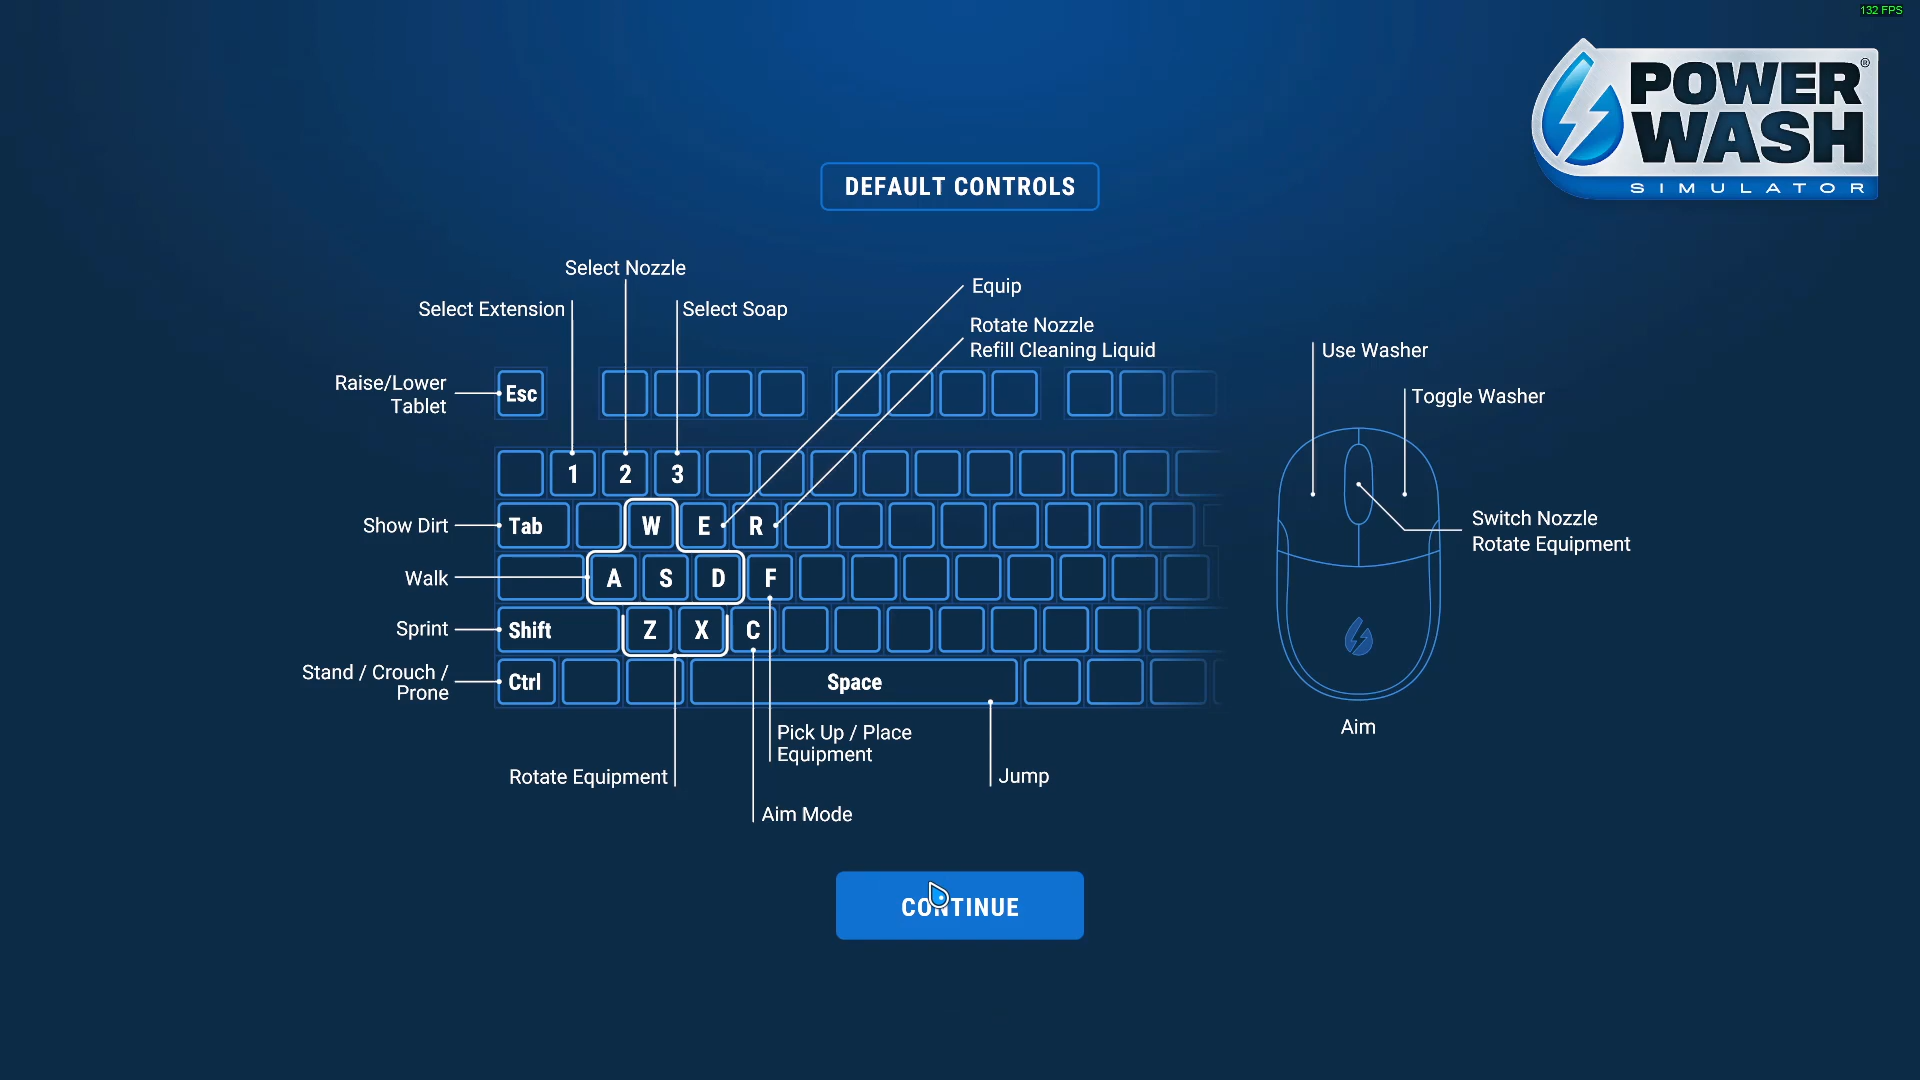 132 FPS
POWER®
WASH
SIMULATOR
DEFAULT CONTROLS
Select Nozzle
Select Extension
Select Soap
Equip
Rotate Nozzle
Refill Cleaning Liquid
Use Washer
Toggle Washer
Raise/Lower
Tablet
Esc
1 2 3
Show Dirt
Tab W E R
Switch Nozzle
Rotate Equipment
Walk
A S D F
Sprint
Shift Z X C
Stand / Crouch /
Prone
Ctrl Space
Aim
Pick Up / Place
Equipment
Rotate Equipment
Jump
Aim Mode
CONTINUE